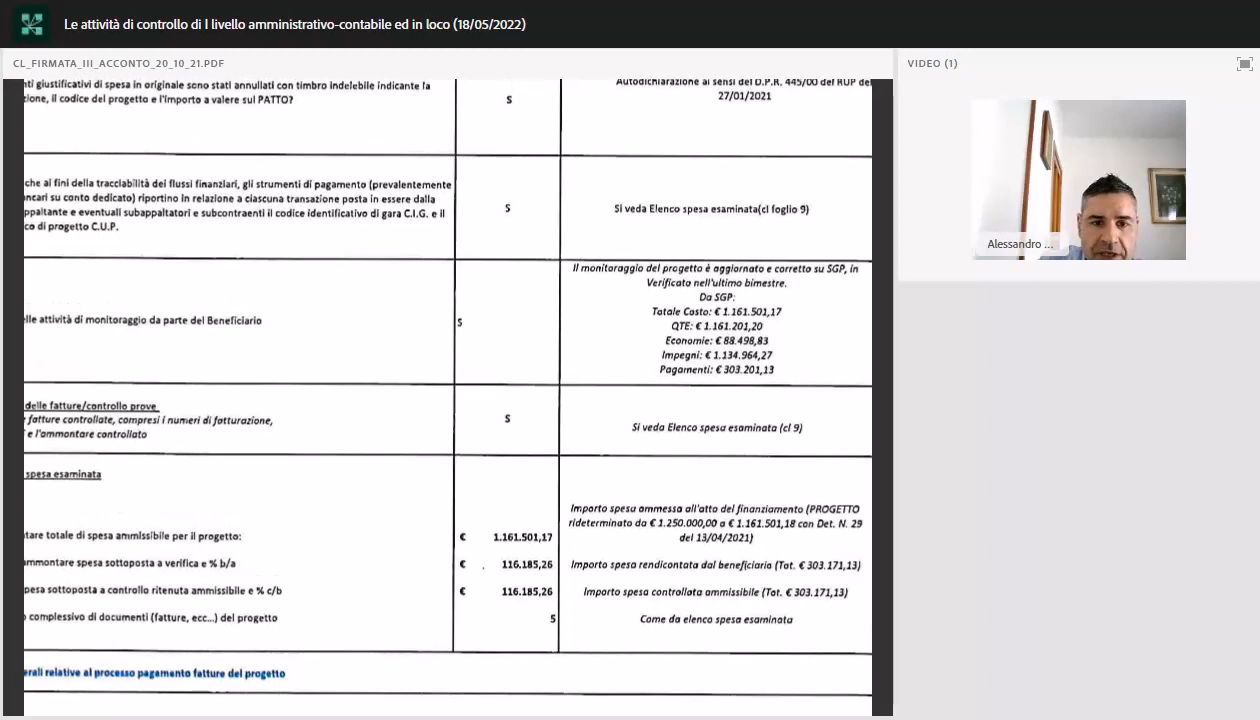 Le attività di controllo di I livello amministrativo-contabile ed in loco (18/05/2022)
CL_FIRMATA_III_ACCONTO_20_10_21.PDF
nti giustificativi di spesa in originale sono stati annullati con timbro indelebile indicante la
zione, il codice del progetto e l'importo a valere sul PATTO?
S
Autodichiarazione ai sensi del D.P.R. 445/00 del RUP del
27/01/2021
che ai fini della tracciabilità dei flussi finanziari, gli strumenti di pagamento (prevalentemente
ncari su conto dedicato) riportino in relazione a ciascuna transazione posta in essere dalla
ppaltante e eventuali subappaltatori e subcontraenti il codice identificativo di gara C.I.G. e il
co di progetto C.U.P.
S
Si veda Elenco spesa esaminata(cl foglio 9)
lle attività di monitoraggio da parte del Beneficiario
S
Il monitoraggio del progetto è aggiornato e corretto su SGP, in
Verificato nell'ultimo bimestre.
Da SGP:
Totale Costo: € 1.161.501,17
QTE: € 1.161.201,20
Economie: € 88.498,83
Impegni: € 1.134.964,27
Pagamenti: € 303.201,13
delle fatture/controllo prove
fatture controllate, compresi i numeri di fatturazione,
e l'ammontare controllato
S
Si veda Elenco spesa esaminata (cl 9)
spesa esaminata
Importo spesa ammessa all'atto del finanziamento (PROGETTO
rideterminato da € 1.250.000,00 a € 1.161.501,18 con Det. N. 29
del 13/04/2021)
tare totale di spesa ammissibile per il progetto:
€ 1.161.501,17
ammontare spesa sottoposta a verifica e % b/a
€ 116.185,26
Importo spesa rendicontata dal beneficiario (Tot. € 303.171,13)
pesa sottoposta a controllo ritenuta ammissibile e % c/b
€ 116.185,26
Importo spesa controllata ammissibile (Tot. € 303.171,13)
complessivo di documenti (fatture, ecc...) del progetto
5
Come da elenco spesa esaminata
erali relative al processo pagamento fatture del progetto
VIDEO (1)
Alessandro ...